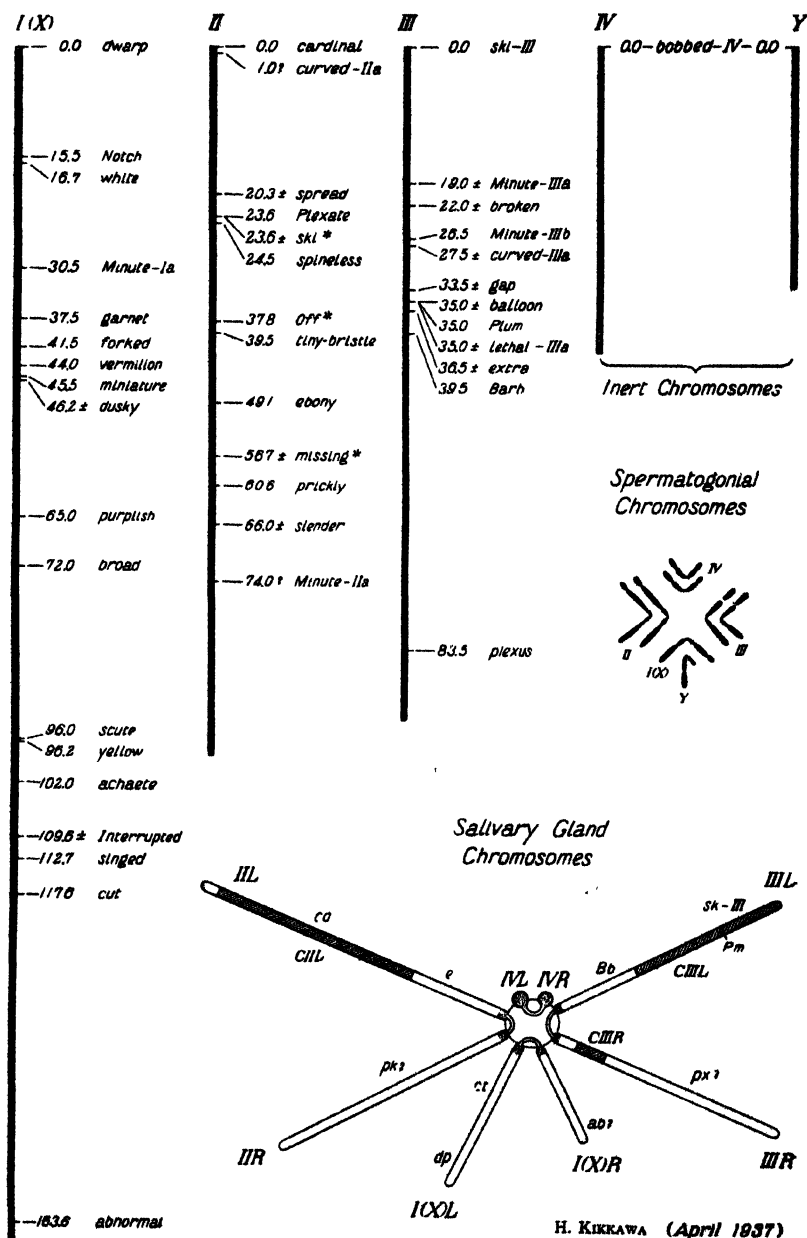 I (X)
0.0 dwarp
15.5 Notch
16.7 white
30.5 Minute-Ia
37.5 garnet
41.5 forked
44.0 vermilion
45.5 miniature
46.2 ± dusky
65.0 purplish
72.0 broad
96.0 scute
96.2 yellow
102.0 achaete
109.6 ± Interrupted
112.7 singed
117.6 cut
163.6 abnormal
II
0.0 cardinal
1.0? curved-IIa
20.3 ± spread
23.6 Plexate
23.6 ± ski *
24.5 spineless
37.8 Off *
39.5 tiny-bristle
49.1 ebony
56.7 ± missing *
60.6 prickly
66.0 ± slender
74.0? Minute-IIa
III
0.0 ski-III
19.0 ± Minute-IIIa
22.0 ± broken
26.5 Minute-IIIb
27.5 ± curved-IIIa
33.5 ± gap
35.0 ± balloon
35.0 Plum
35.0 ± lethal-IIIa
36.5 ± extra
39.5 Barh
83.5 plexus
IV Y
0.0-bobbed-IV-0.0
Inert Chromosomes
Spermatogonial
Chromosomes
IV
II
III
I(X)
Y
Salivary Gland
Chromosomes
IIL
cd
CIIL
e
IVL IVR
IIIL
sk-III
Pm
CIIIL
Bb
CIIIR
px?
IIIR
pk?
IIR
ct
dp
I(X)L
ab?
I(X)R
H. KIKKAWA (April 1937)